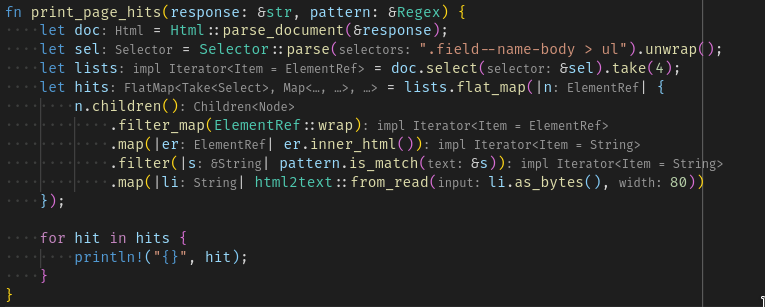 fn print_page_hits(response: &str, pattern: &Regex) {
    let doc: Html = Html::parse_document(&response);
    let sel: Selector = Selector::parse(selectors: ".field--name-body > ul").unwrap();
    let lists: impl Iterator<Item = ElementRef> = doc.select(selector: &sel).take(4);
    let hits: FlatMap<Take<Select>, Map<…, …>, …> = lists.flat_map(|n: ElementRef| {
        n.children(): Children<Node>
            .filter_map(ElementRef::wrap): impl Iterator<Item = ElementRef>
            .map(|er: ElementRef| er.inner_html()): impl Iterator<Item = String>
            .filter(|s: &String| pattern.is_match(text: &s)): impl Iterator<Item = String>
            .map(|li: String| html2text::from_read(input: li.as_bytes(), width: 80))
    });

    for hit in hits {
        println!("{}", hit);
    }
}